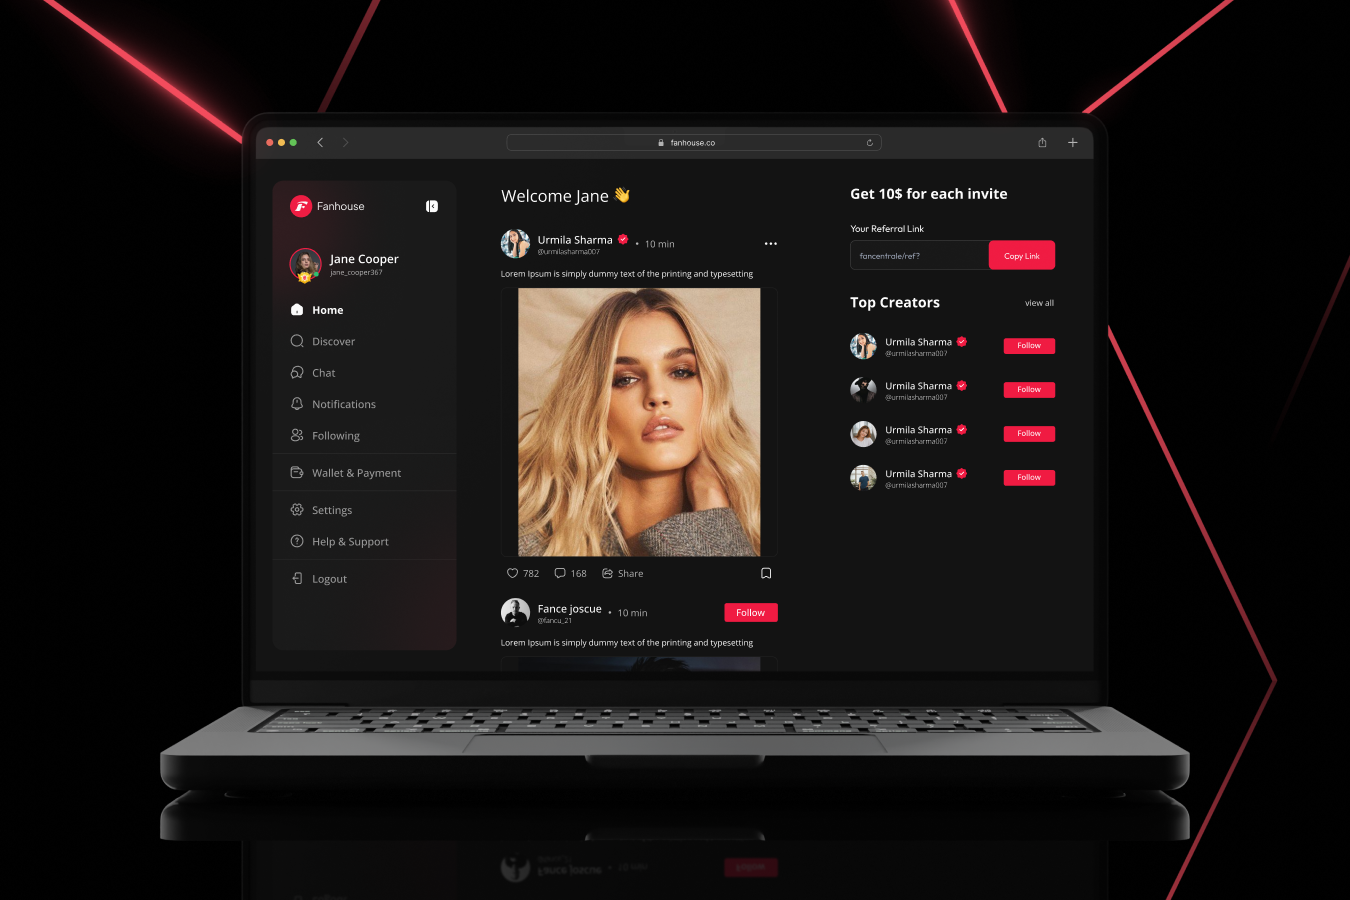 fanhouse.co
Fanhouse
Jane Cooper
jane_cooper367
Home
Discover
Chat
Notifications
Following
Wallet & Payment
Settings
Help & Support
Logout
Welcome Jane 👋
Urmila Sharma • 10 min
@urmilasharma007
Lorem Ipsum is simply dummy text of the printing and typesetting
782 168 Share
Fance joscue • 10 min
@fancu_21
Follow
Lorem Ipsum is simply dummy text of the printing and typesetting
Get 10$ for each invite
Your Referral Link
fancentrale/ref?
Copy Link
Top Creators
view all
Urmila Sharma
@urmilasharma007
Follow
Urmila Sharma
@urmilasharma007
Follow
Urmila Sharma
@urmilasharma007
Follow
Urmila Sharma
@urmilasharma007
Follow